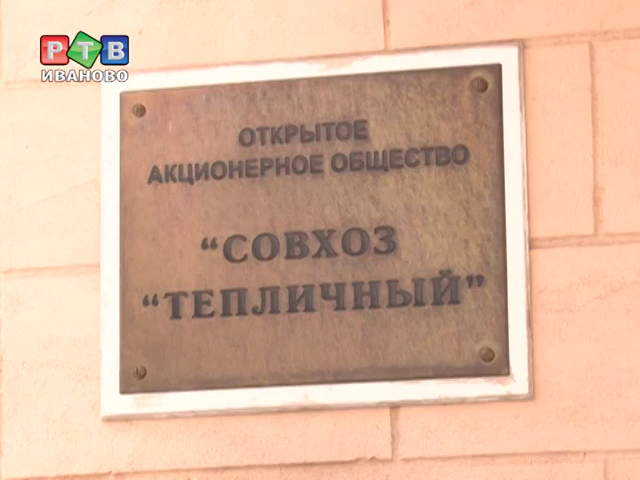 РТВ
ИВАНОВО
ОТКРЫТОЕ
АКЦИОНЕРНОЕ ОБЩЕСТВО
“СОВХОЗ
“ТЕПЛИЧНЫЙ”